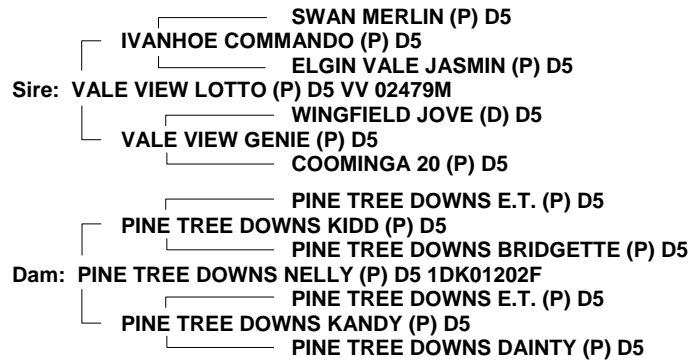 SWAN MERLIN (P) D5
IVANHOE COMMANDO (P) D5
ELGIN VALE JASMIN (P) D5
Sire: VALE VIEW LOTTO (P) D5 VV 02479M
WINGFIELD JOVE (D) D5
VALE VIEW GENIE (P) D5
COOMINGA 20 (P) D5
PINE TREE DOWNS E.T. (P) D5
PINE TREE DOWNS KIDD (P) D5
PINE TREE DOWNS BRIDGETTE (P) D5
Dam: PINE TREE DOWNS NELLY (P) D5 1DK01202F
PINE TREE DOWNS E.T. (P) D5
PINE TREE DOWNS KANDY (P) D5
PINE TREE DOWNS DAINTY (P) D5